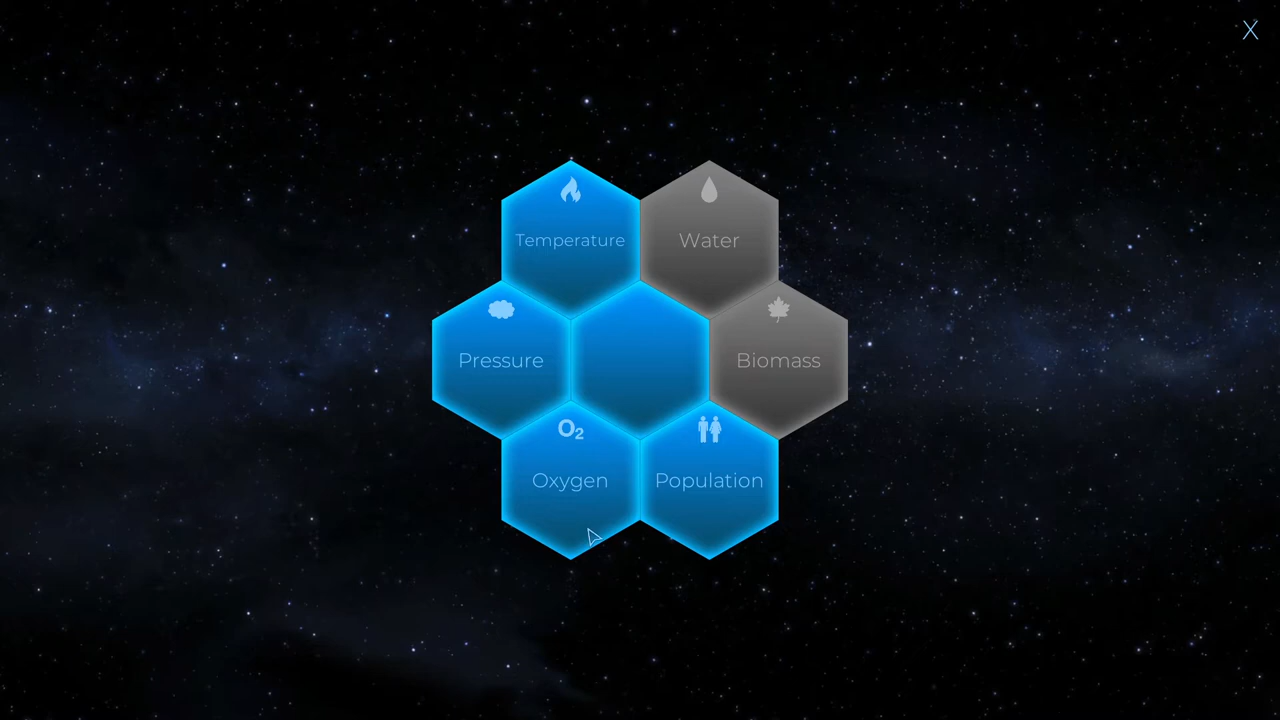 X
Temperature
Water
Pressure
Biomass
O₂
Oxygen
Population